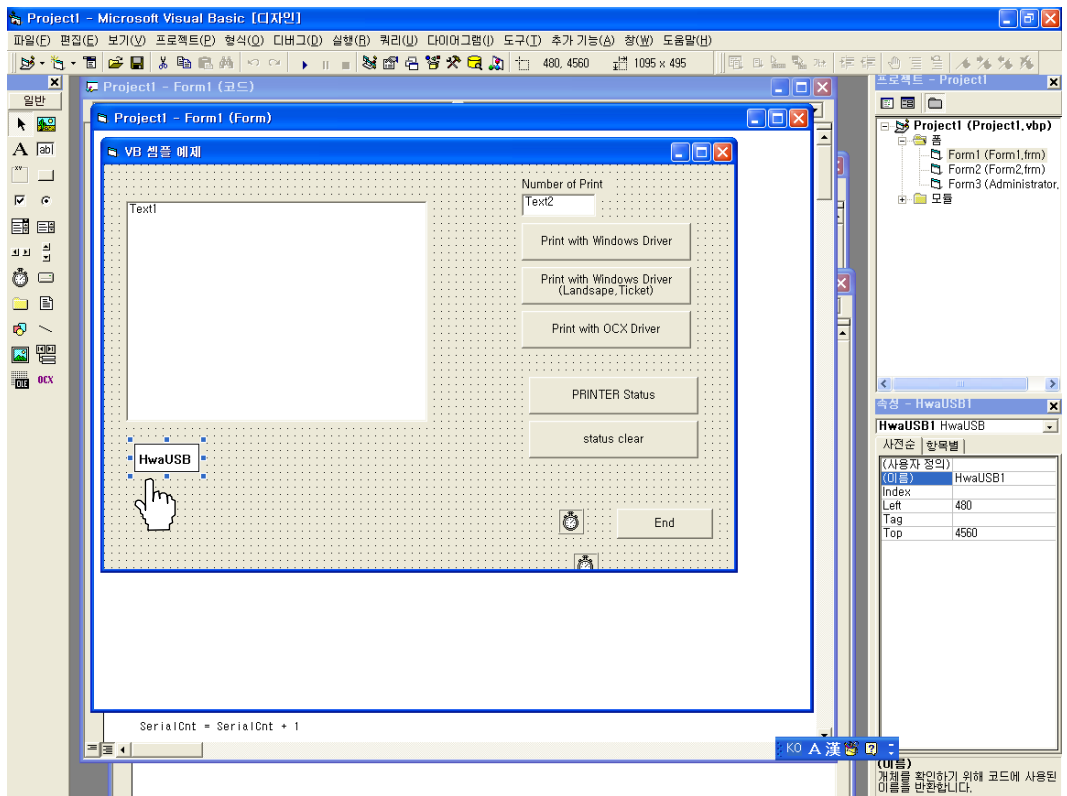 Project1 - Microsoft Visual Basic [디자인]
파일(F) 편집(E) 보기(V) 프로젝트(P) 형식(O) 디버그(D) 실행(R) 쿼리(U) 다이어그램(I) 도구(T) 추가 기능(A) 창(W) 도움말(H)
480, 4560 1095 x 495
일반
A ab
xv
OLE OCX
Project1 - Form1 (코드)
Project1 - Form1 (Form)
VB 셈플 예제
Number of Print
Text1
Text2
Print with Windows Driver
Print with Windows Driver
(Landsape,Ticket)
Print with OCX Driver
PRINTER Status
status clear
HwaUSB
End
SerialCnt = SerialCnt + 1
KO A 漢
프로젝트 - Project1
Project1 (Project1.vbp)
폼
Form1 (Form1.frm)
Form2 (Form2.frm)
Form3 (Administrator.
모듈
속성 - HwaUSB1
HwaUSB1 HwaUSB
사전순 항목별
(사용자 정의)
(이름) HwaUSB1
Index
Left 480
Tag
Top 4560
(이름)
개체를 확인하기 위해 코드에 사용된
이름을 반환합니다.